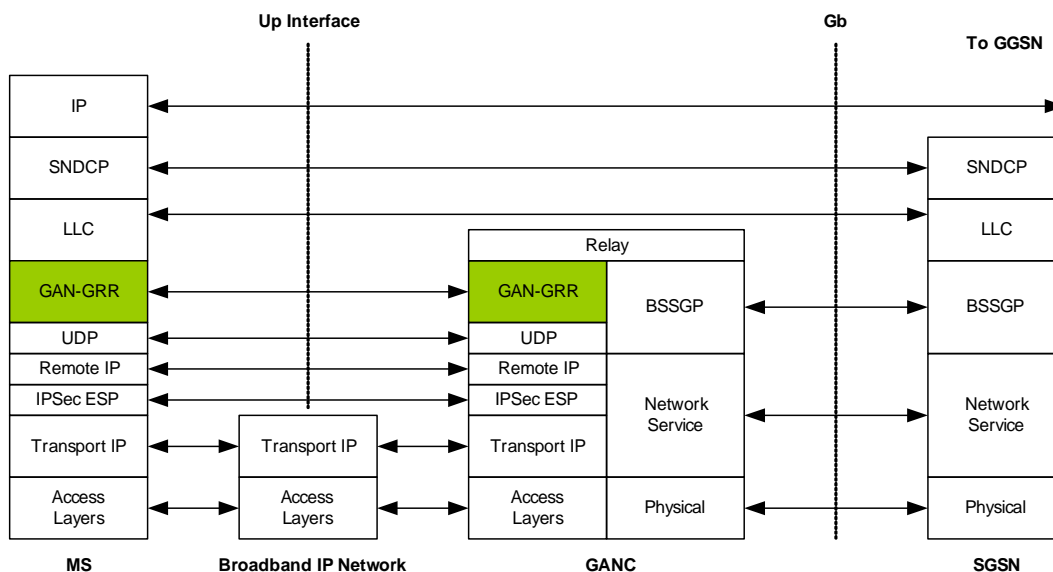 Up Interface
Gb
To GGSN
IP
SNDCP
SNDCP
LLC
LLC
Relay
GAN-GRR
GAN-GRR
BSSGP
BSSGP
UDP
UDP
Remote IP
Remote IP
IPSec ESP
IPSec ESP
Network
Service
Network
Service
Transport IP
Transport IP
Transport IP
Access
Layers
Access
Layers
Access
Layers
Physical
Physical
MS
Broadband IP Network
GANC
SGSN